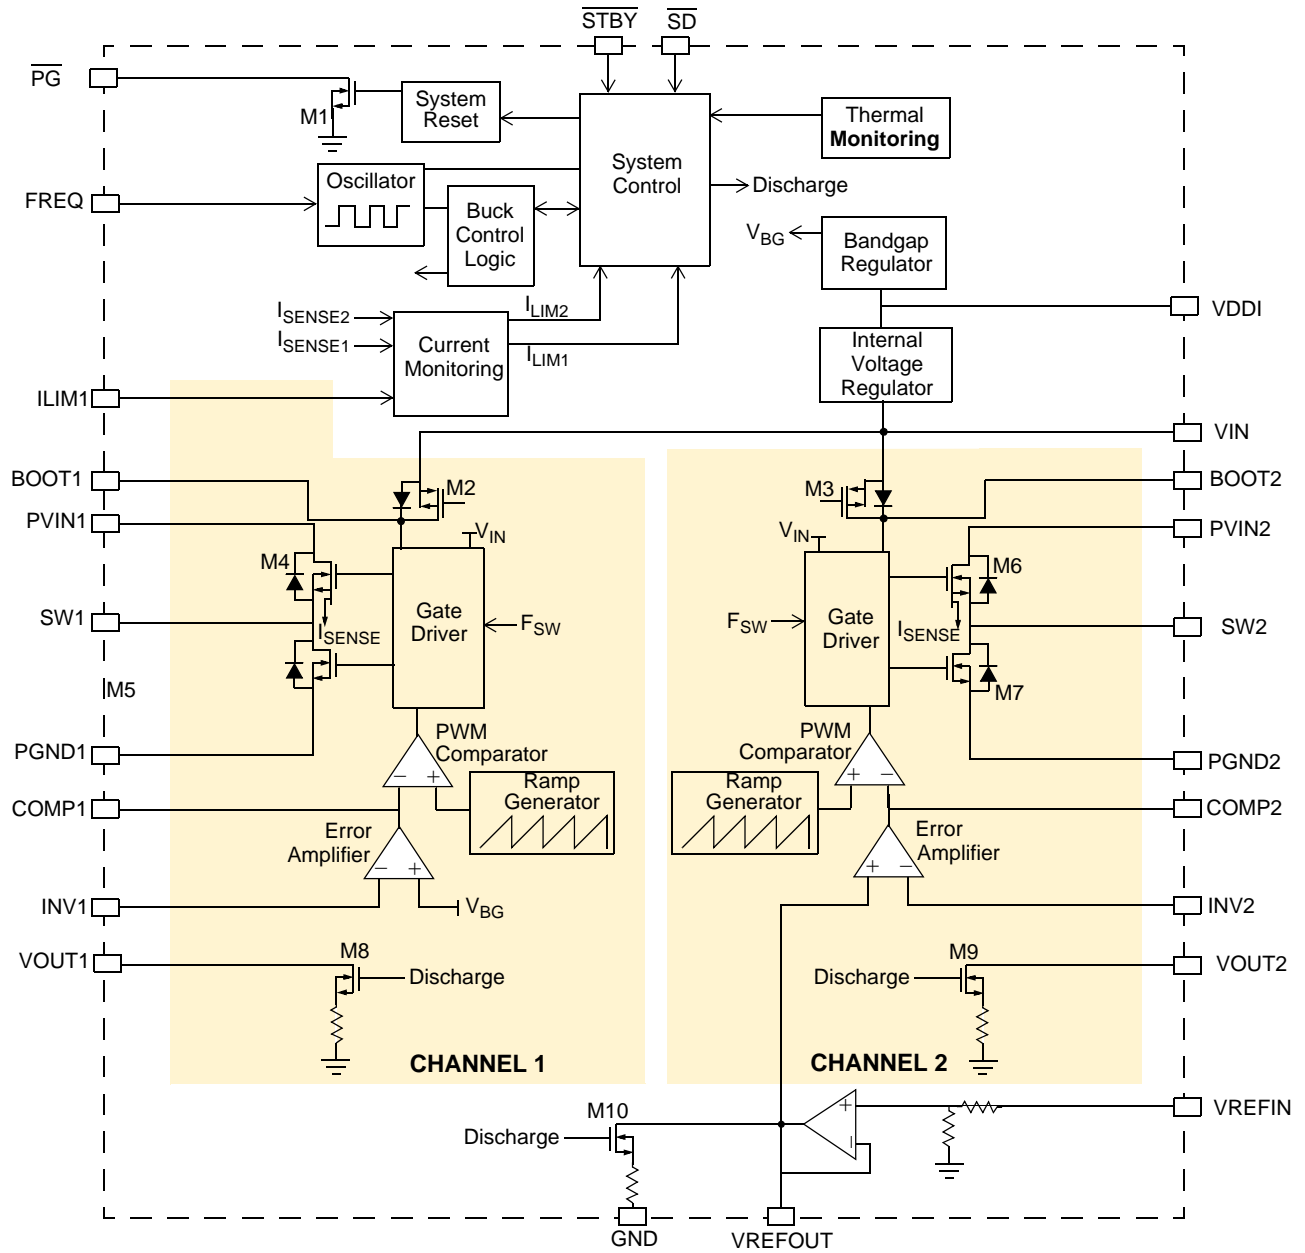 STBY
SD
PG
M1
System
Reset
Thermal
Monitoring
System
Control
Discharge
FREQ
Oscillator
Buck
Control
Logic
VBG
Bandgap
Regulator
VDDI
ISENSE2
ISENSE1
ILIM2
ILIM1
Current
Monitoring
Internal
Voltage
Regulator
ILIM1
VIN
BOOT1
M2
M3
BOOT2
PVIN1
VIN
VIN
PVIN2
M4
M6
SW1
ISENSE
Gate
Driver
FSW
FSW
Gate
Driver
ISENSE
SW2
M5
M7
PGND1
PWM
Comparator
PWM
Comparator
PGND2
COMP1
Ramp
Generator
Ramp
Generator
COMP2
Error
Amplifier
Error
Amplifier
INV1
VBG
INV2
VOUT1
M8
Discharge
Discharge
M9
VOUT2
CHANNEL 1
CHANNEL 2
M10
Discharge
VREFIN
GND
VREFOUT